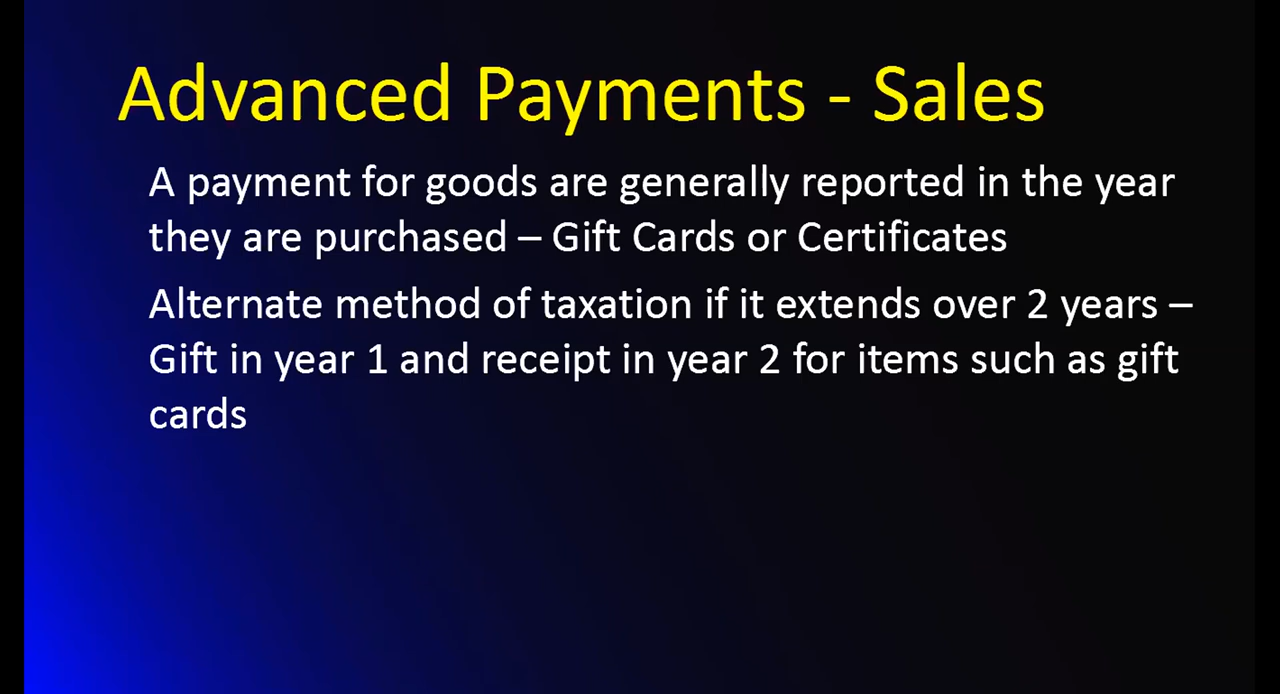 Advanced Payments - Sales
A payment for goods are generally reported in the year
they are purchased – Gift Cards or Certificates
Alternate method of taxation if it extends over 2 years –
Gift in year 1 and receipt in year 2 for items such as gift
cards